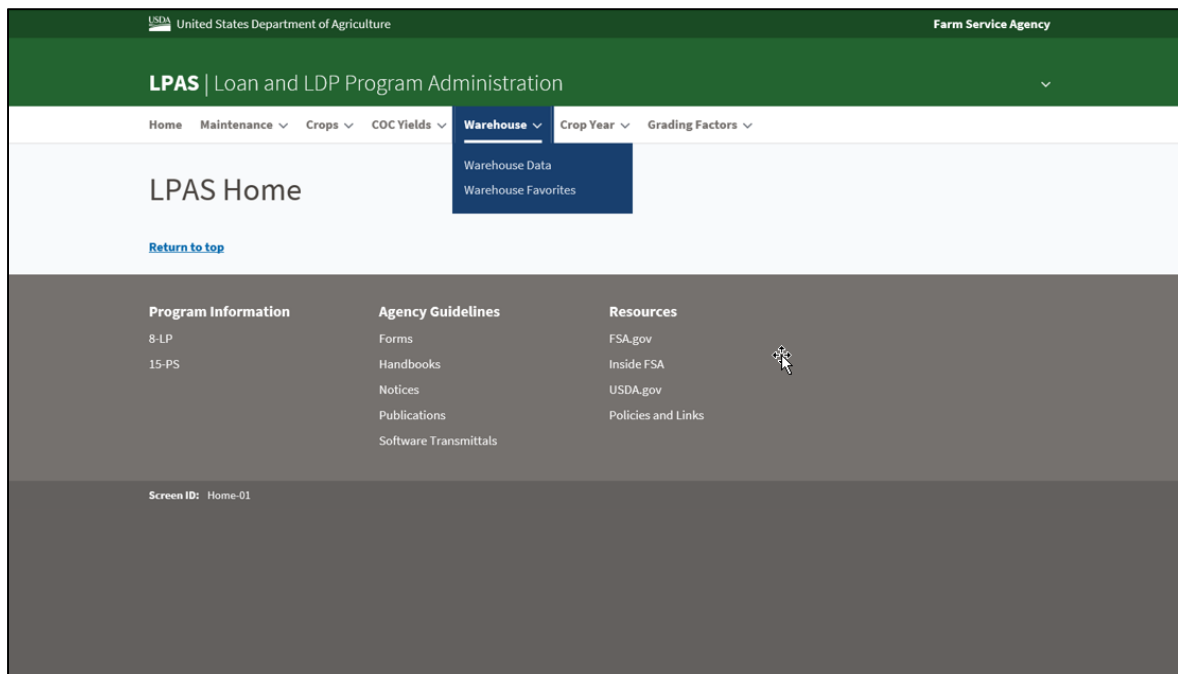 USDA United States Department of Agriculture Farm Service Agency
LPAS | Loan and LDP Program Administration
Home Maintenance Crops COC Yields Warehouse Crop Year Grading Factors
Warehouse Data
Warehouse Favorites
LPAS Home
Return to top
Program Information Agency Guidelines Resources
8-LP Forms FSA.gov
15-PS Handbooks Inside FSA
Notices USDA.gov
Publications Policies and Links
Software Transmittals
Screen ID: Home-01